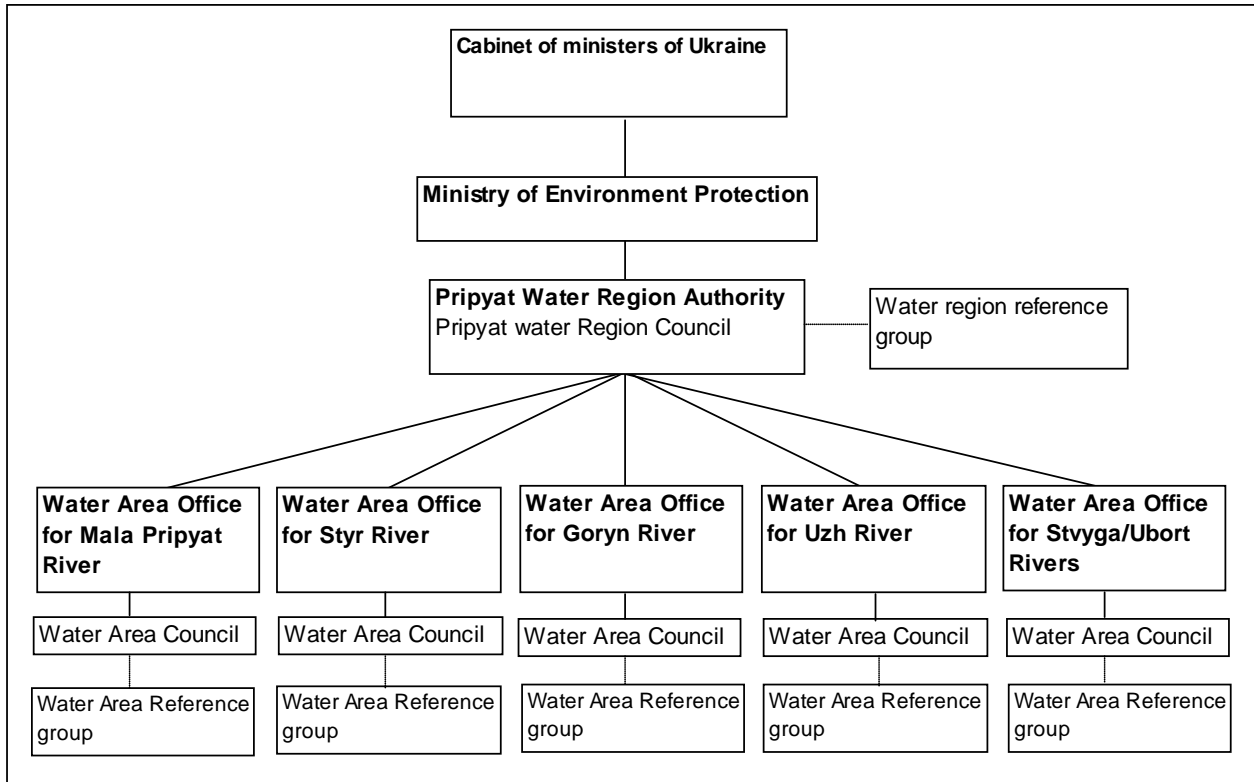 Cabinet of ministers of Ukraine
Ministry of Environment Protection
Pripyat Water Region Authority
Pripyat water Region Council
Water region reference
group
Water Area Office
for Mala Pripyat
River
Water Area Office
for Styr River
Water Area Office
for Goryn River
Water Area Office
for Uzh River
Water Area Office
for Stvyga/Ubort
Rivers
Water Area Council
Water Area Council
Water Area Council
Water Area Council
Water Area Council
Water Area Reference
group
Water Area Reference
group
Water Area Reference
group
Water Area Reference
group
Water Area Reference
group